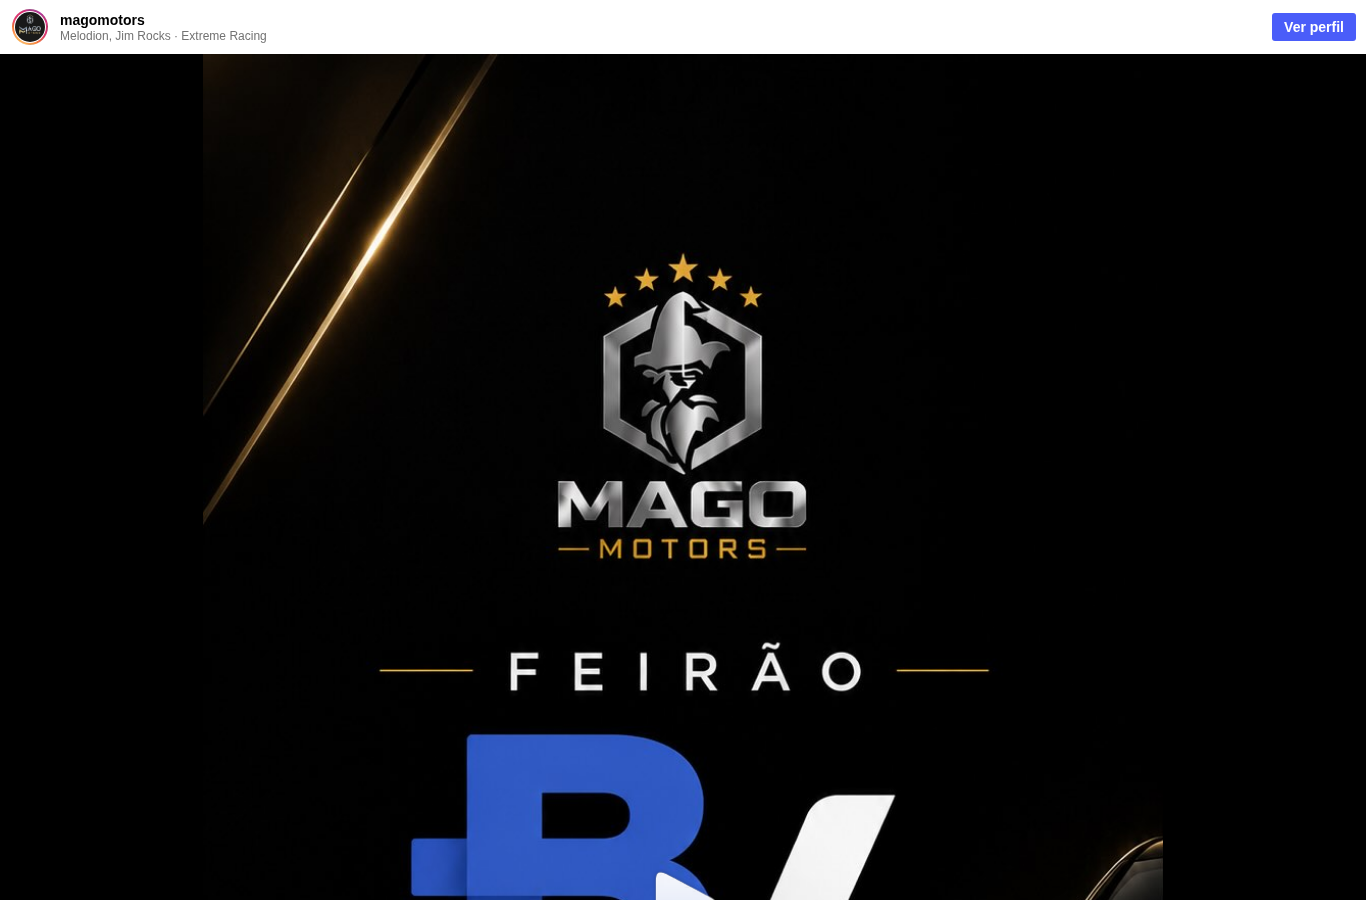 magomotors
Melodion, Jim Rocks · Extreme Racing
Ver perfil
MAGO
MOTORS
FEIRÃO